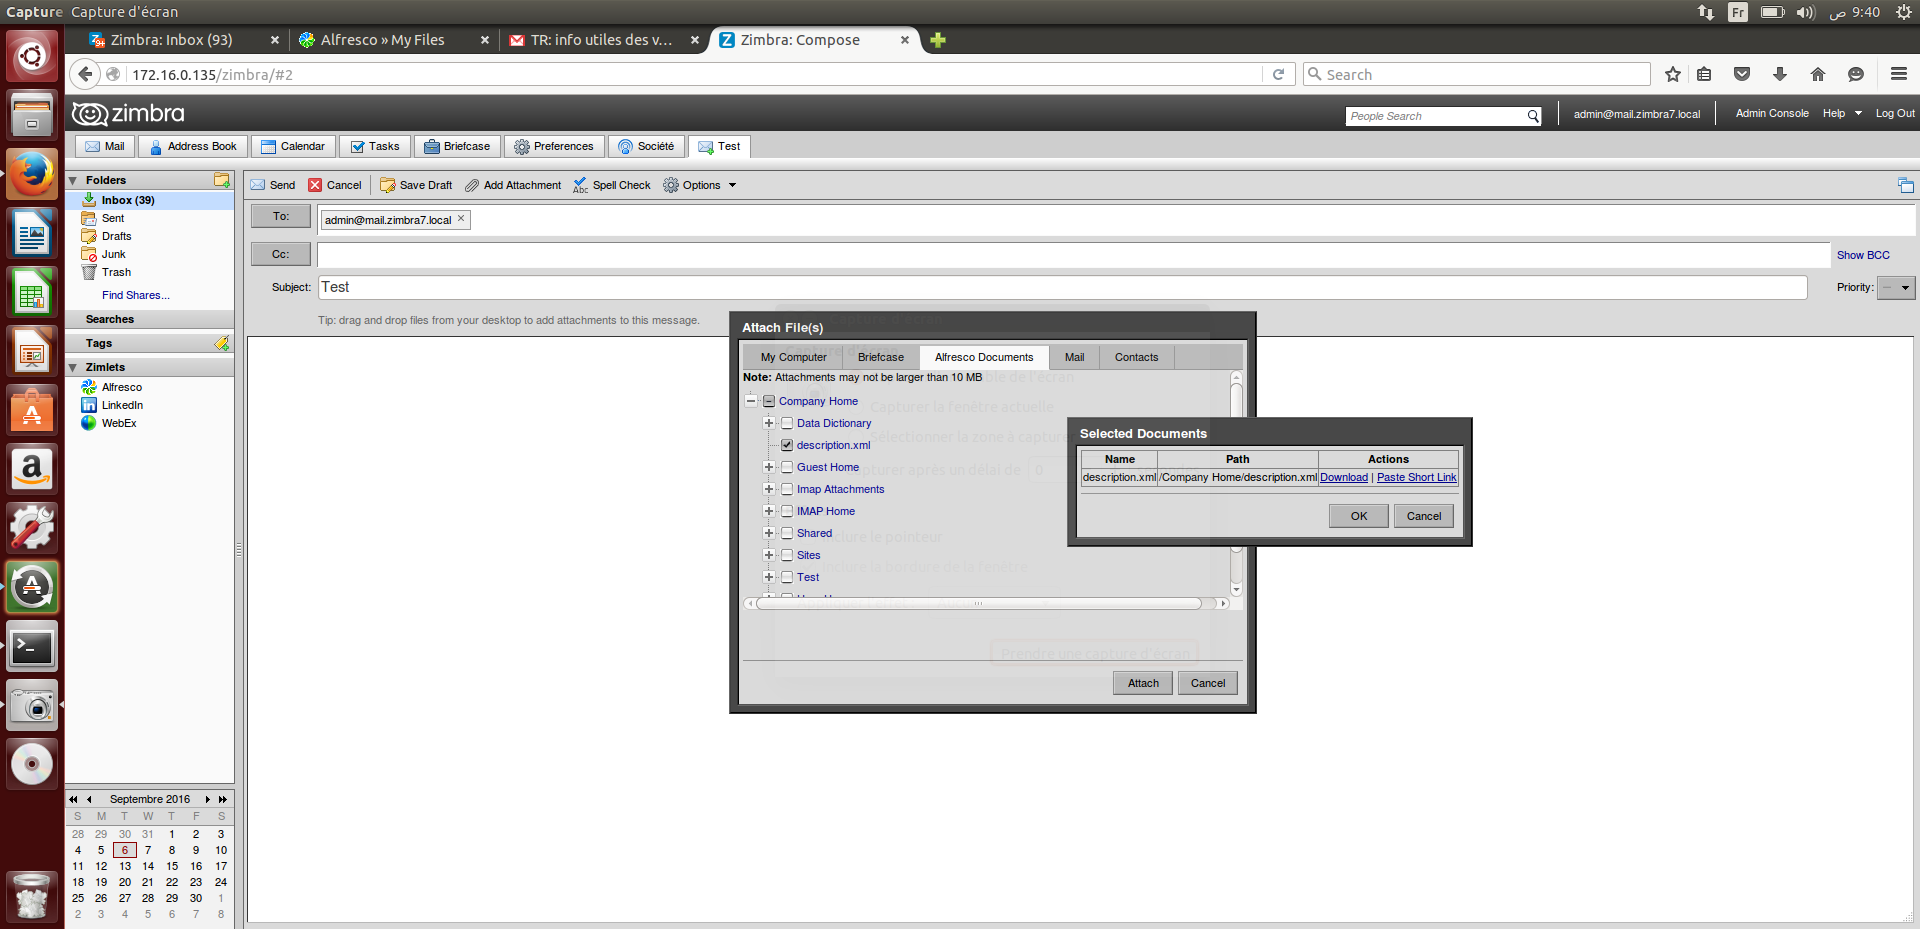 Capture Capture d'écran
Fr
ص 9:40
Zimbra: Inbox (93)
Alfresco » My Files
TR: info utiles des v...
Zimbra: Compose
172.16.0.135/zimbra/#2
Search
zimbra
People Search
admin@mail.zimbra7.local
Admin Console
Help
Log Out
Mail
Address Book
Calendar
Tasks
Briefcase
Preferences
Société
Test
Folders
Inbox (39)
Sent
Drafts
Junk
Trash
Find Shares...
Searches
Tags
Zimlets
Alfresco
LinkedIn
WebEx
Send
Cancel
Save Draft
Add Attachment
Spell Check
Options
To:
admin@mail.zimbra7.local
Cc:
Show BCC
Subject:
Test
Priority:
Tip: drag and drop files from your desktop to add attachments to this message.
Attach File(s)
My Computer
Briefcase
Alfresco Documents
Mail
Contacts
Note: Attachments may not be larger than 10 MB
Company Home
Data Dictionary
description.xml
Guest Home
Imap Attachments
IMAP Home
Shared
Sites
Test
Capturer la fenêtre actuelle
Prendre une capture d'écran
Attach
Cancel
Selected Documents
Name Path Actions
description.xml /Company Home/description.xml Download | Paste Short Link
OK
Cancel
Septembre 2016
S M T W T F S
28 29 30 31 1 2 3
4 5 6 7 8 9 10
11 12 13 14 15 16 17
18 19 20 21 22 23 24
25 26 27 28 29 30 1
2 3 4 5 6 7 8